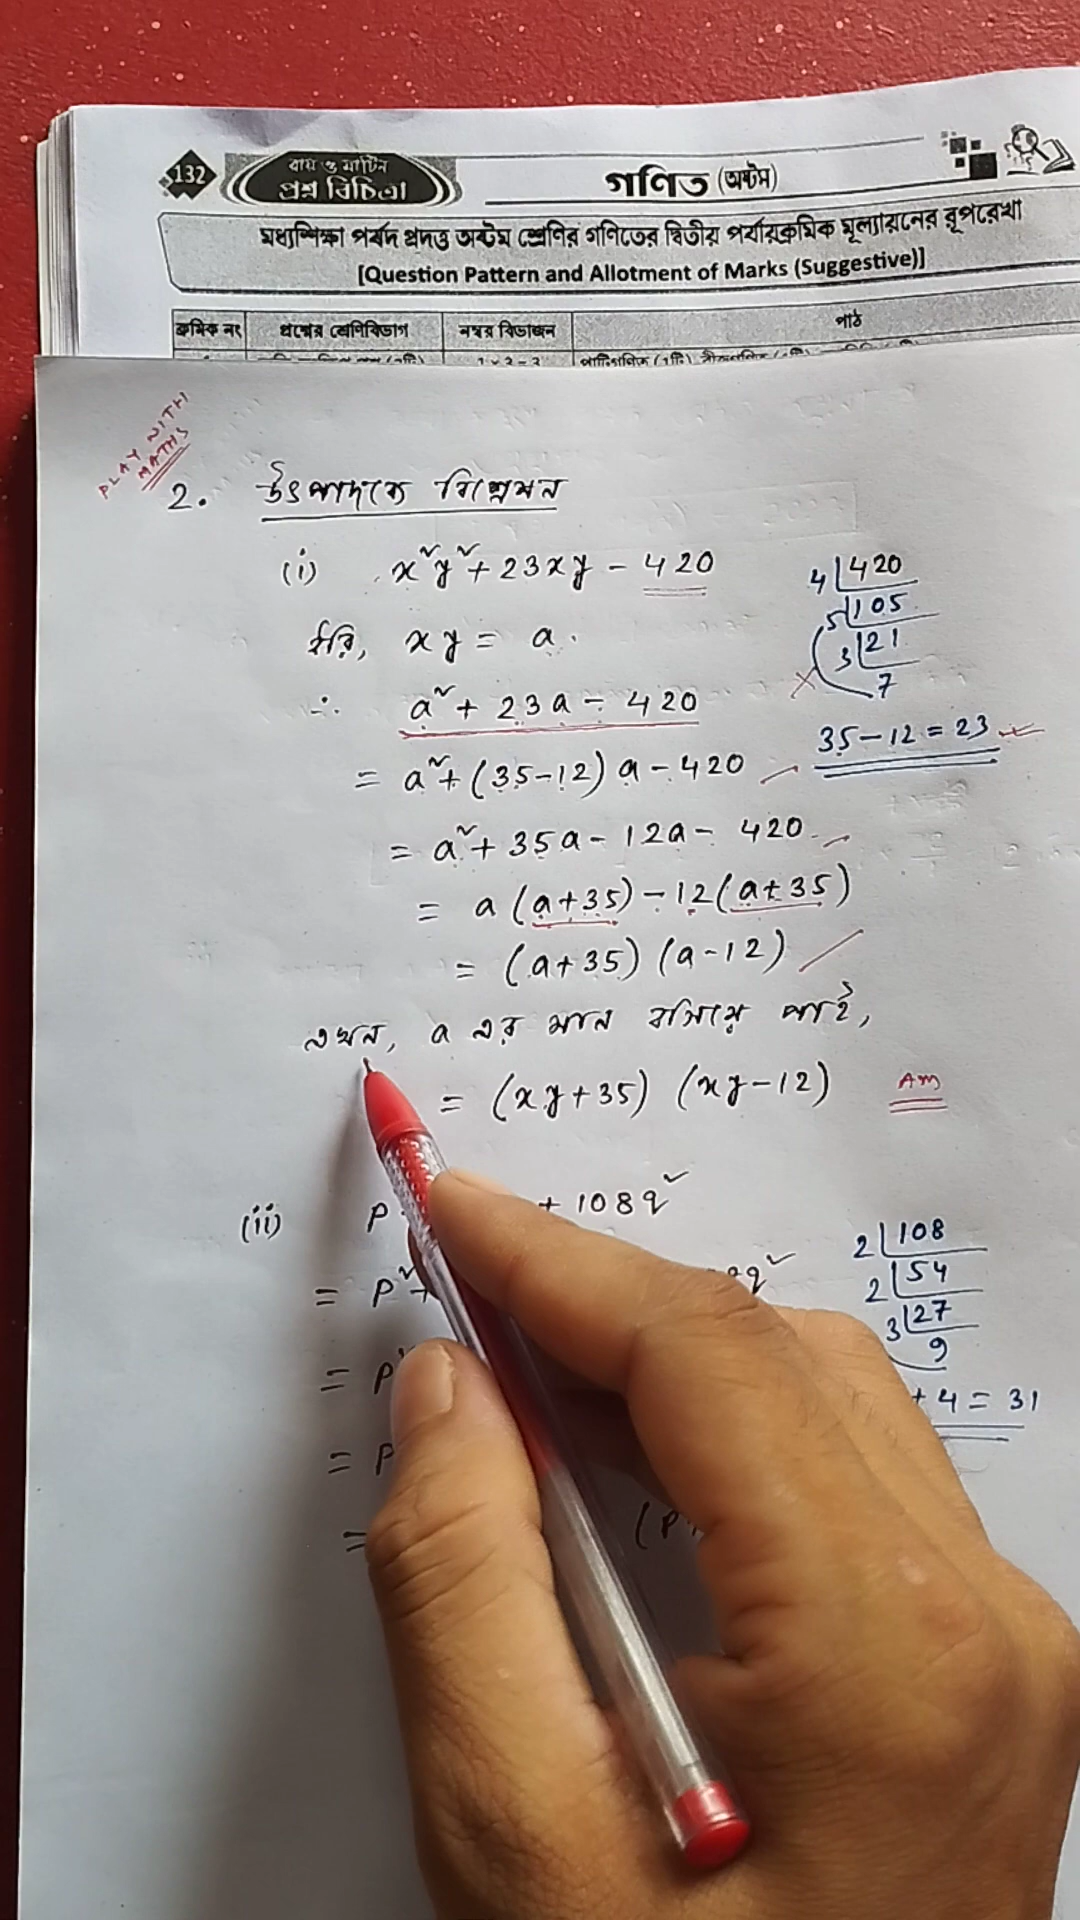 132
রায় ও মার্টিন
প্রশ্ন বিচিত্রা
গণিত (অষ্টম)
মধ্যশিক্ষা পর্ষদ প্রদত্ত অষ্টম শ্রেণির গণিতের দ্বিতীয় পর্যায়ক্রমিক মূল্যায়নের রূপরেখা
[Question Pattern and Allotment of Marks (Suggestive)]
ক্রমিক নং প্রশ্নের শ্রেণিবিভাগ নম্বর বিভাজন পাঠ
PLAY WITH
MATHS
2. উৎপাদকে বিশ্লেষন
(i) x²y² + 23xy - 420
ধরি, xy = a.
∴ a² + 23a - 420
= a² + (35-12) a - 420
= a² + 35a - 12a - 420
= a (a+35) - 12 (a+35)
= (a+35) (a-12)
এখন, a এর মান বসিয়ে পাই,
= (xy+35) (xy-12) Ans
4 420
5 105
3 21
7
35-12 = 23
(ii) P + 108q²
= P² + q²
= P
= P
= (P
2 108
2 54
3 27
9
+ 4 = 31